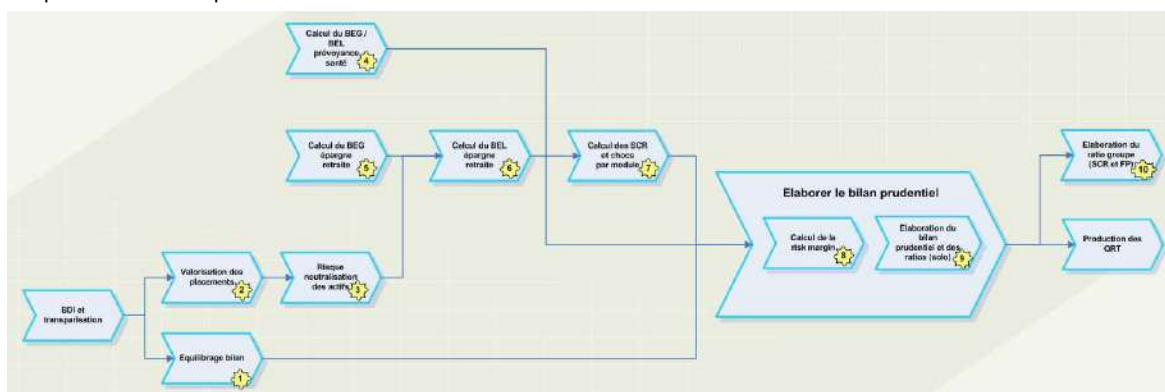 Calcul du BEG /
BEL
prévoyance
santé
4
Calcul du BEG
épargne
retraite
5
Calcul du BEL
épargne
retraite
6
Calcul des SCR
et chocs
par module
7
Elaborer le bilan prudentiel
Calcul de la
risk margin
8
Elaboration du
bilan
prudentiel et des
ratios (solo)
9
Elaboration du
ratio groupe
(SCR et FP)
10
Production des
QRT
Valorisation des
placements
2
Risque
neutralisation
des actifs
3
BDI et
transparisation
Equilibrage bilan
1